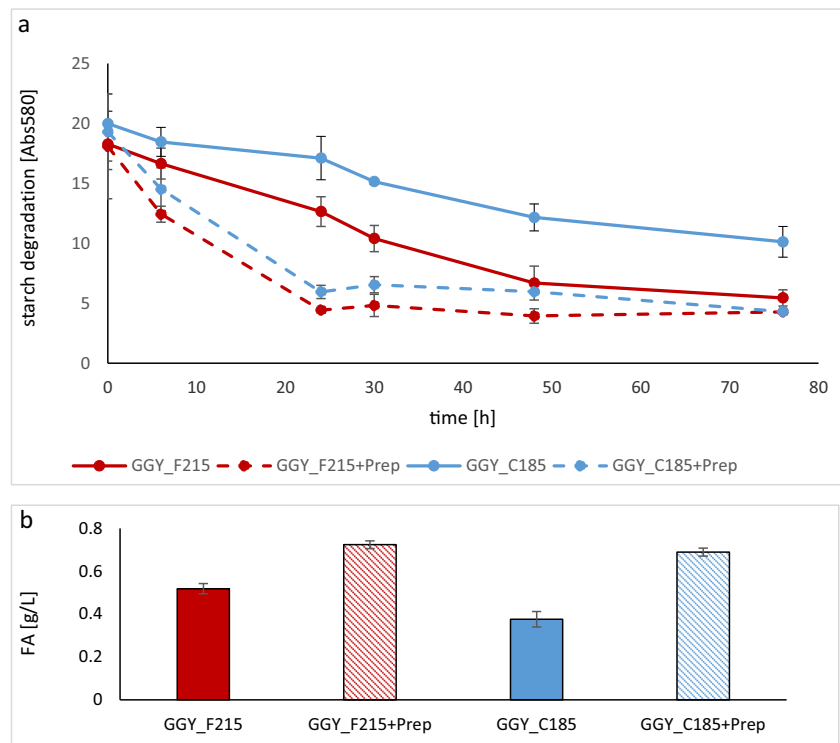 a
starch degradation [Abs580]
25
20
15
10
5
0
0 10 20 30 40 50 60 70 80
time [h]
GGY_F215 GGY_F215+Prep GGY_C185 GGY_C185+Prep
b
FA [g/L]
0.8
0.6
0.4
0.2
0
GGY_F215 GGY_F215+Prep GGY_C185 GGY_C185+Prep